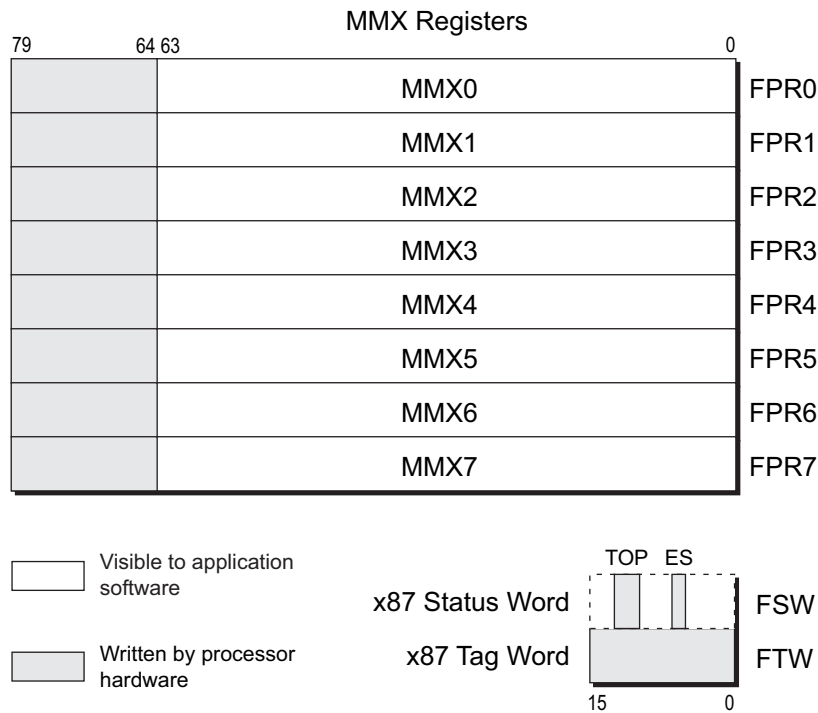 MMX Registers
79 64 63 0
MMX0 FPR0
MMX1 FPR1
MMX2 FPR2
MMX3 FPR3
MMX4 FPR4
MMX5 FPR5
MMX6 FPR6
MMX7 FPR7
Visible to application
software
Written by processor
hardware
TOP ES
x87 Status Word FSW
x87 Tag Word FTW
15 0